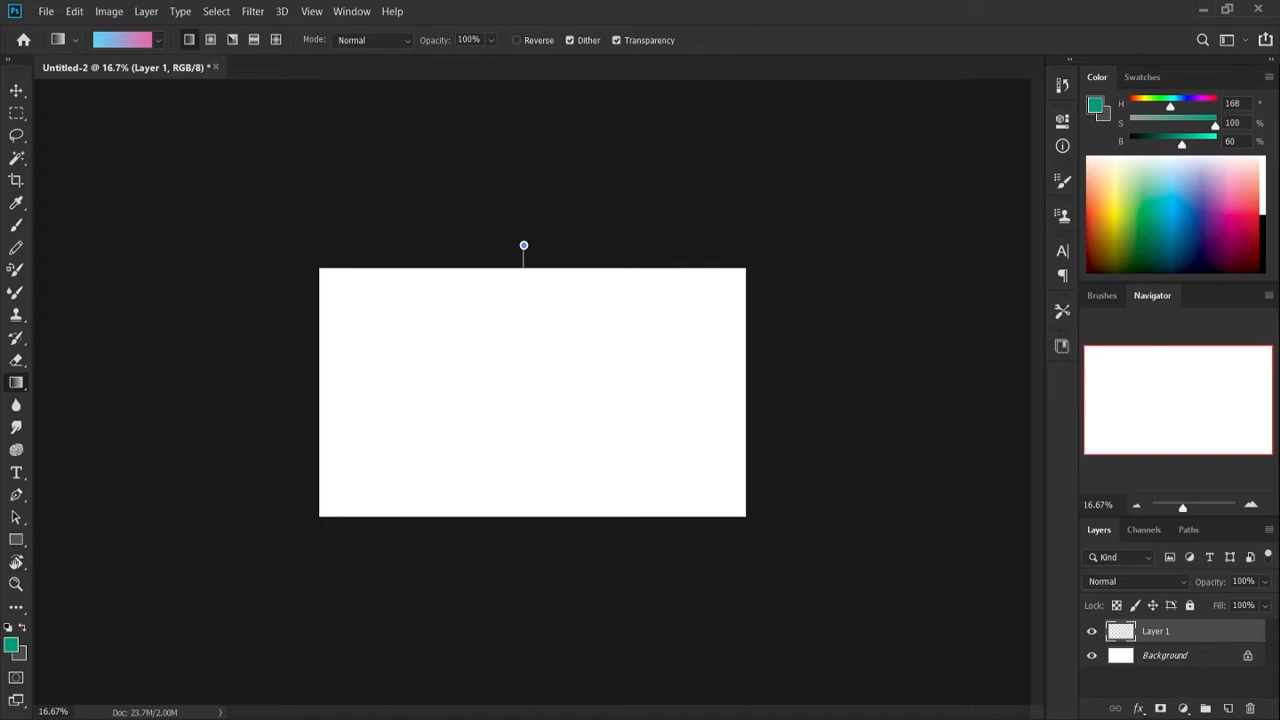 Ps File Edit Image Layer Type Select Filter 3D View Window Help
Mode: Normal Opacity: 100% Reverse Dither Transparency
Untitled-2 @ 16.7% (Layer 1, RGB/8) *
Color Swatches
H 168 °
S 100 %
B 60 %
Brushes Navigator
16.67%
Layers Channels Paths
Kind
Normal Opacity: 100%
Lock: Fill: 100%
Layer 1
Background
16.67% Doc: 23.7M/2.00M